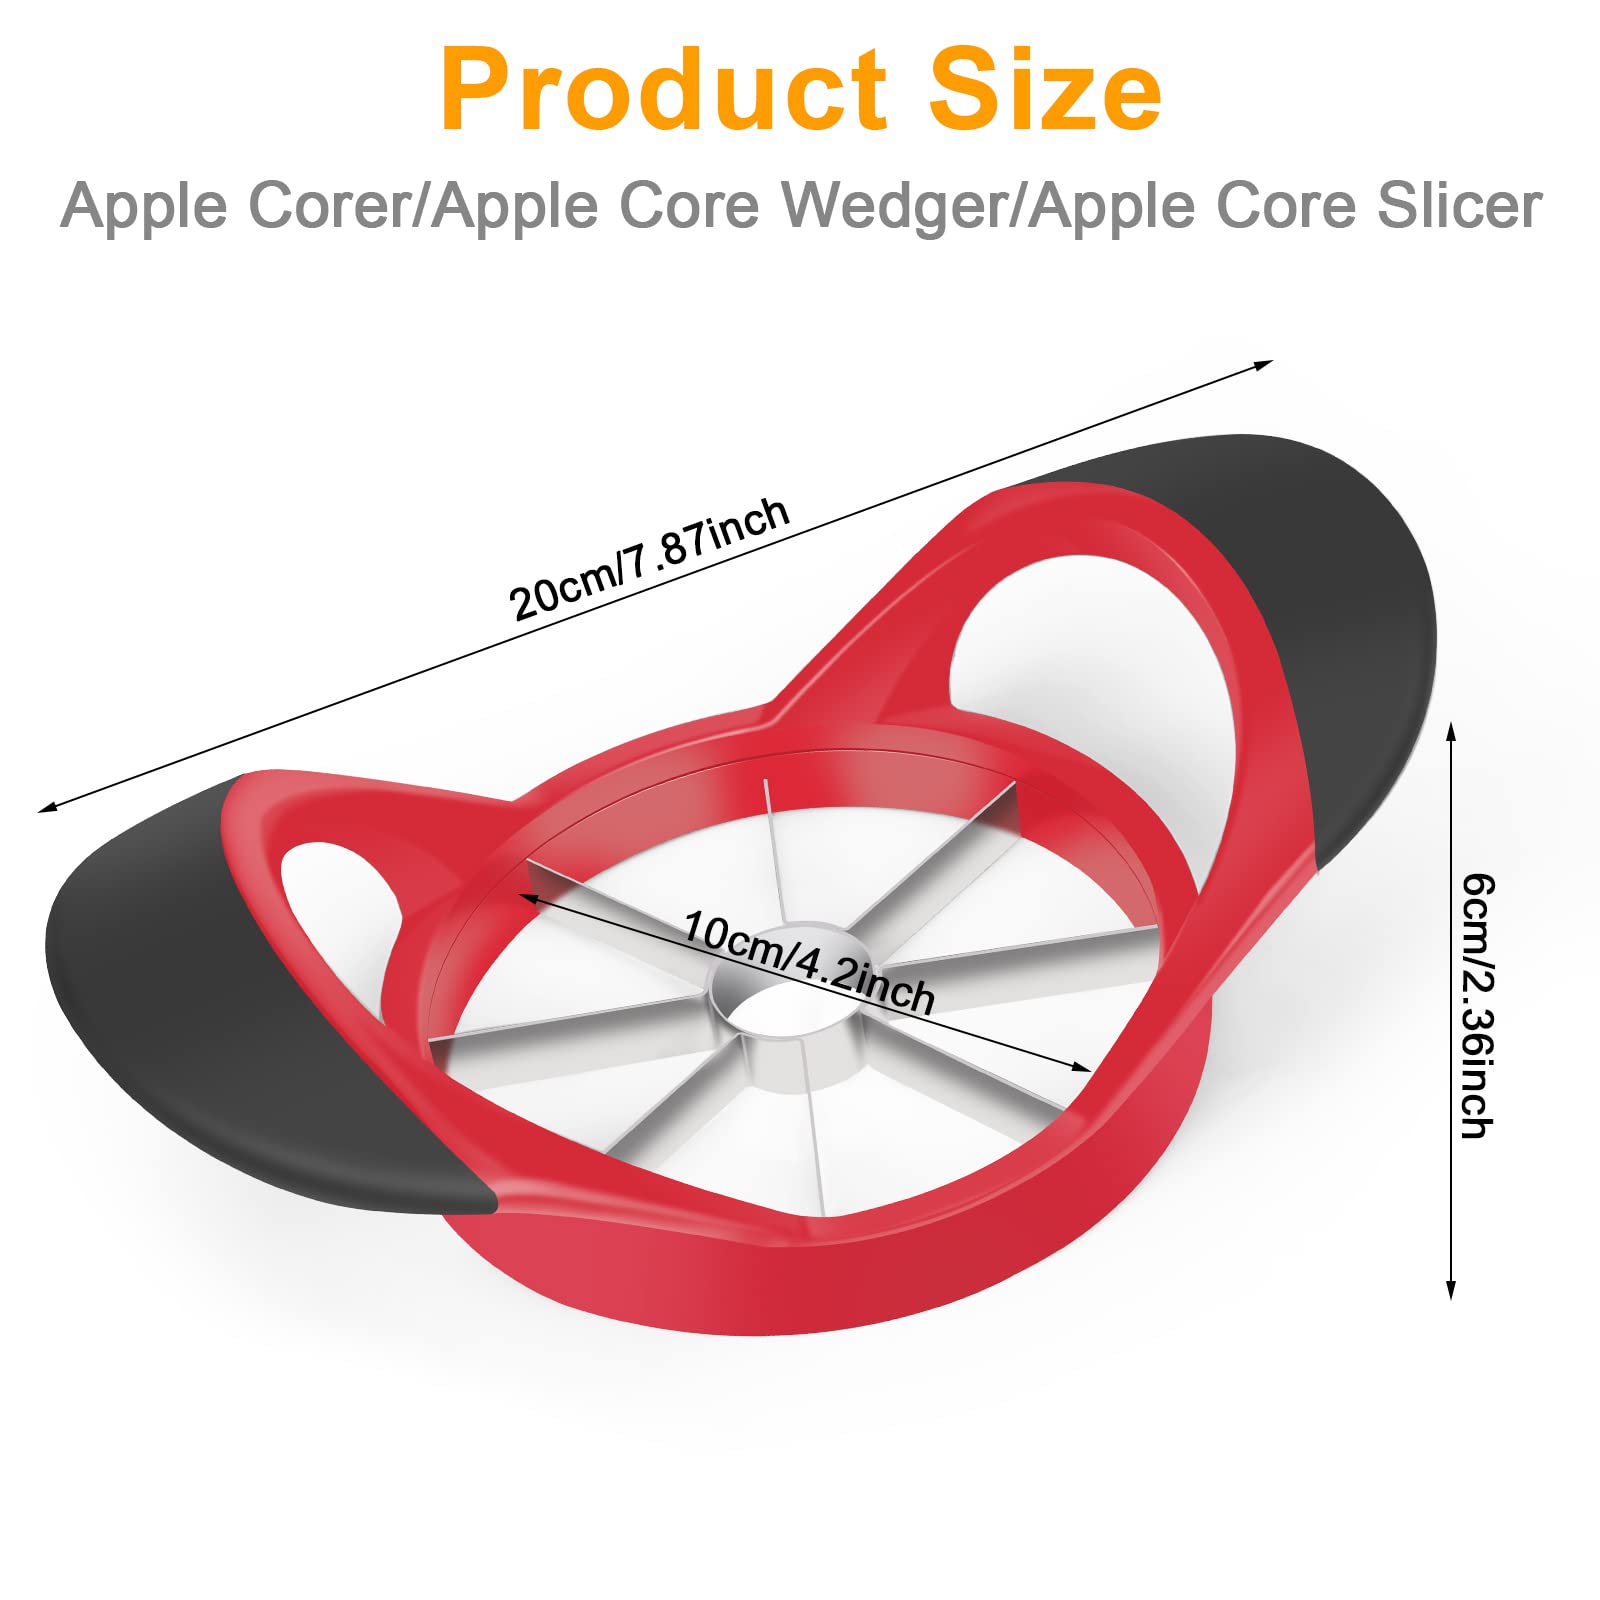 Product Size
Apple Corer/Apple Core Wedger/Apple Core Slicer
20cm/7.87inch
10cm/4.2inch
6cm/2.36inch